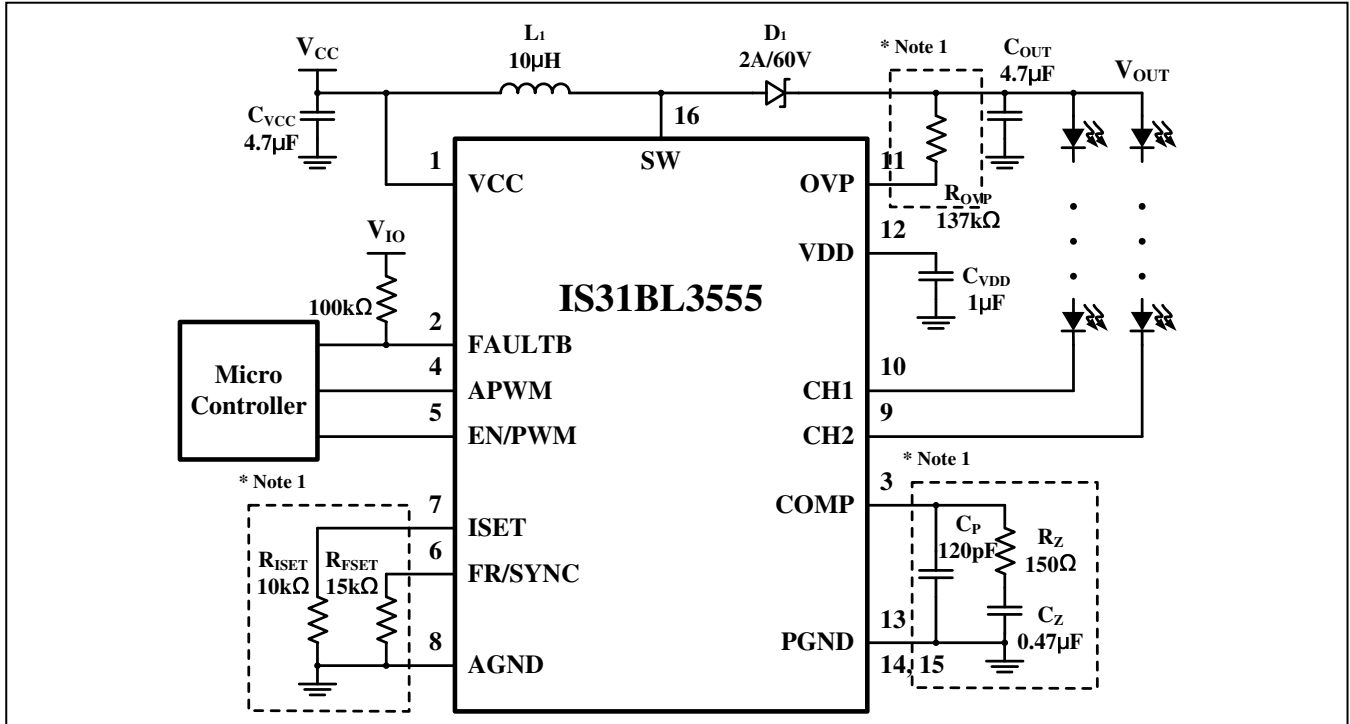 VCC
L1
10µH
D1
2A/60V
* Note 1
COUT
4.7µF
VOUT
CVCC
4.7µF
16
1
SW
11
VCC
OVP
ROVP
137kΩ
VIO
12
VDD
CVDD
1µF
IS31BL3555
100kΩ
2
FAULTB
Micro
Controller
4
APWM
10
CH1
5
EN/PWM
9
CH2
* Note 1
* Note 1
3
COMP
7
ISET
CP
120pF
RZ
150Ω
RISET
10kΩ
RFSET
15kΩ
6
FR/SYNC
CZ
0.47µF
8
AGND
13
PGND
14, 15